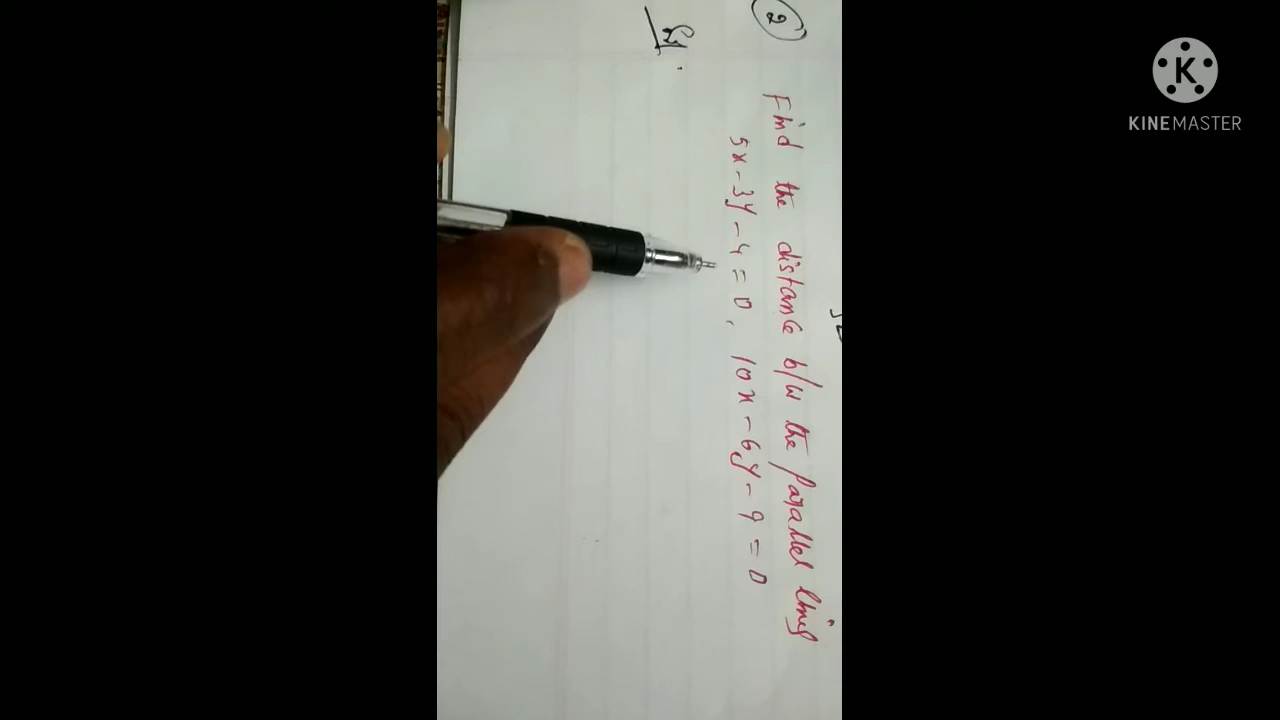 ② Find the distance b/w the parallel lines
5x - 3y - 4 = 0, 10x - 6y - 9 = 0
KINEMASTER